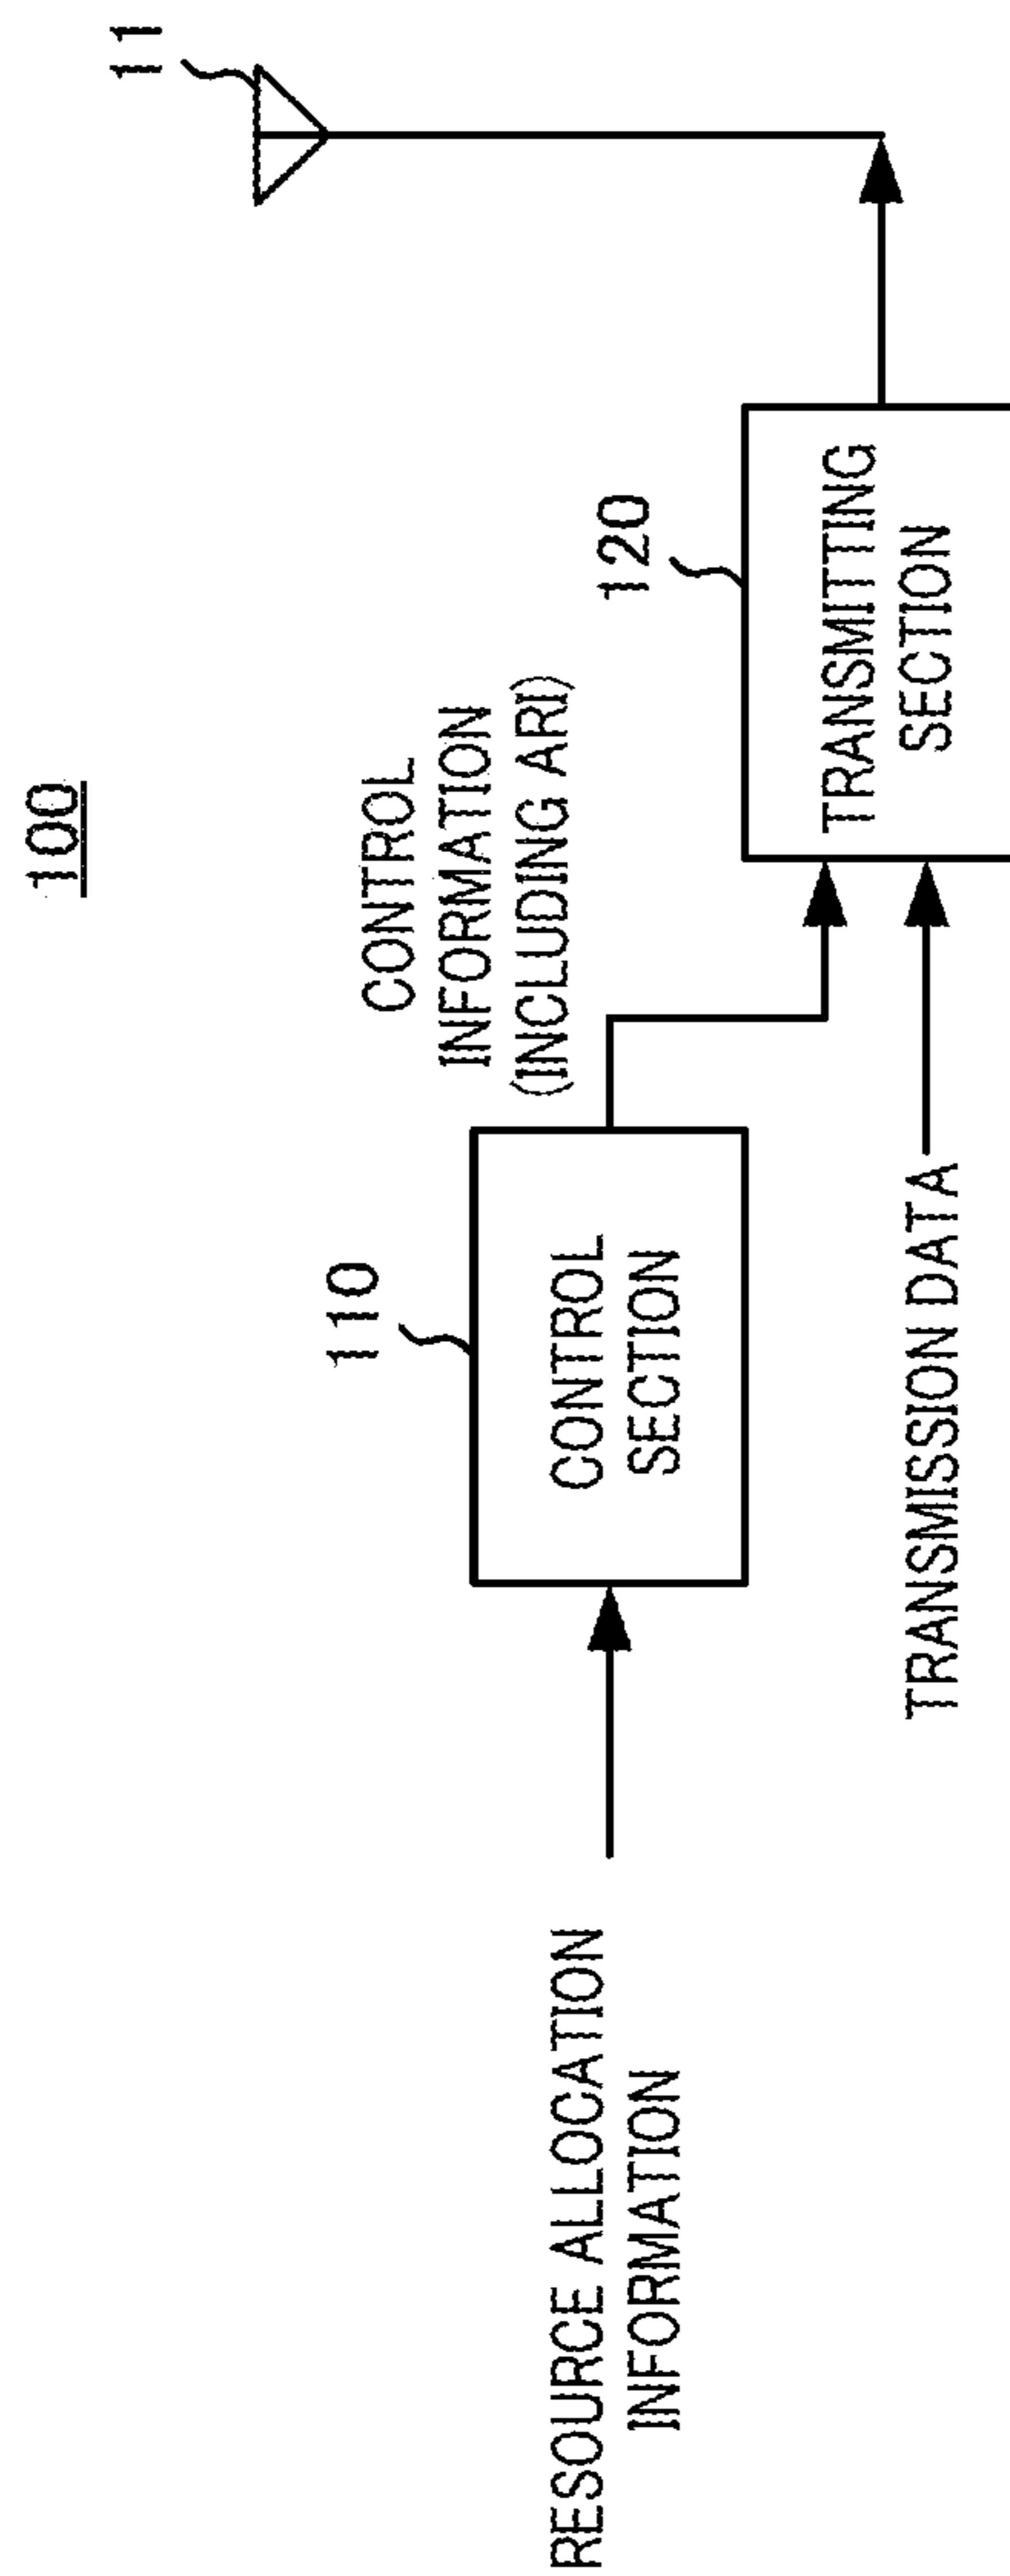 100
11
RESOURCE ALLOCATION
INFORMATION
110
CONTROL
SECTION
CONTROL
INFORMATION
(INCLUDING ARI)
120
TRANSMITTING
SECTION
TRANSMISSION DATA